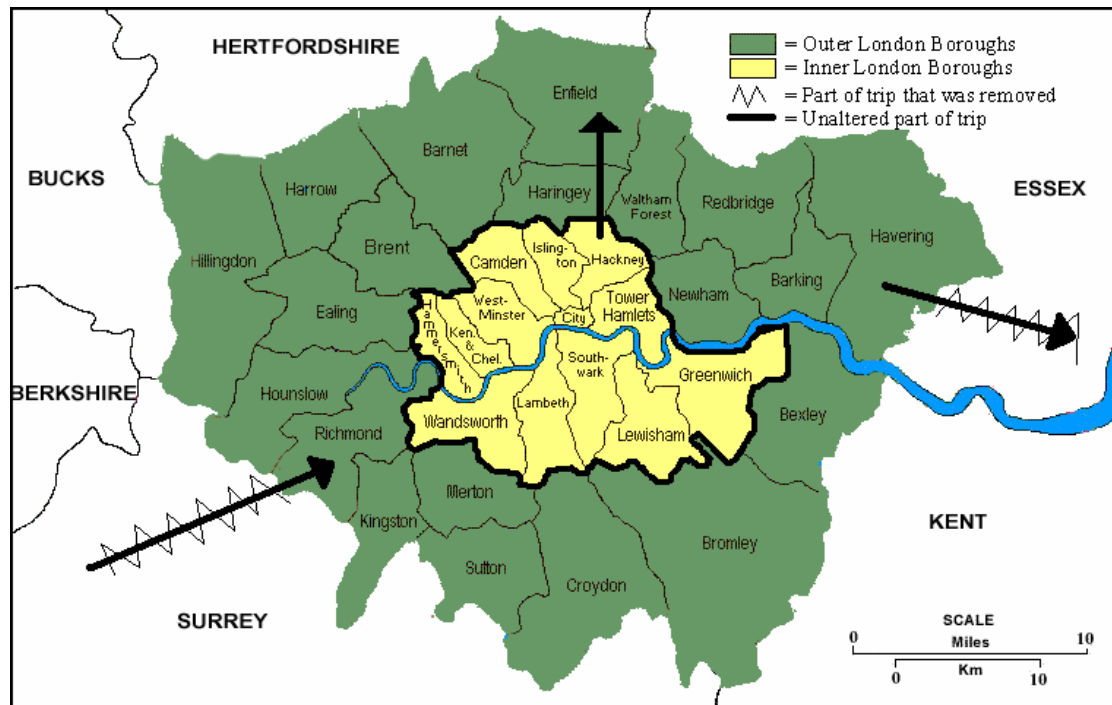 HERTFORDSHIRE
= Outer London Boroughs
= Inner London Boroughs
= Part of trip that was removed
= Unaltered part of trip
Enfield
Barnet
BUCKS
Harrow
Haringey
Waltham
Forest
Redbridge
ESSEX
Havering
Brent
Hillingdon
Isling-
ton
Hackney
Camden
Barking
Newham
Ealing
West-
Minster
Tower
Hamlets
City
Hammersmith
Ken.
&
Chel.
South-
wark
Greenwich
BERKSHIRE
Hounslow
Lambeth
Wandsworth
Bexley
Richmond
Lewisham
Merton
Kingston
KENT
Bromley
Sutton
Croydon
SURREY
SCALE
Miles
0 10
Km
0 10